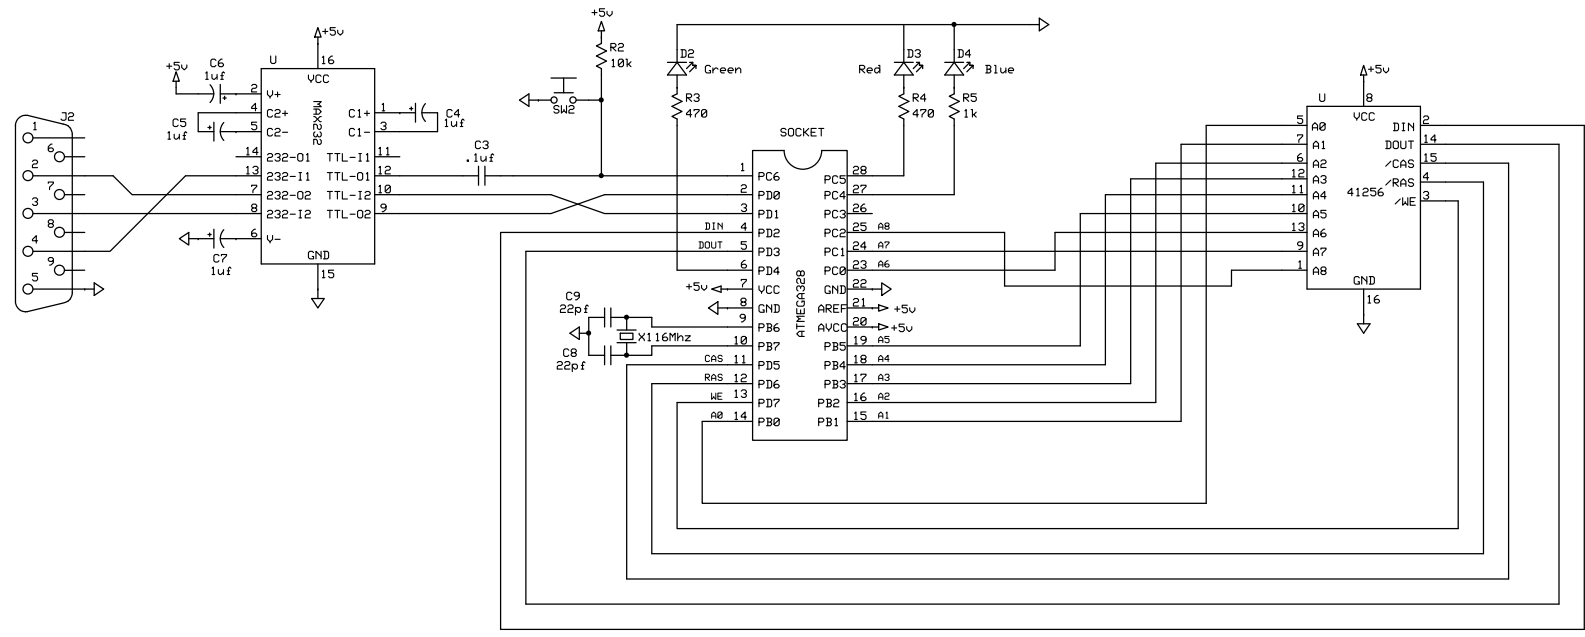 +5v
C6
1uf
+5v
U
16
VCC
MAX232
2 V+
4 C2+
5 C2-
C5
1uf
14 232-O1
13 232-I1
7 232-O2
8 232-I2
6 V-
C7
1uf
GND
15
C1+ 1
C1- 3
C4
1uf
TTL-I1 11
TTL-O1 12
TTL-I2 10
TTL-O2 9
J2
1
6
2
7
3
8
4
9
5
C3
.1uf
SW2
+5v
R2
10k
D2
Green
R3
470
D3
Red
R4
470
D4
Blue
R5
1k
SOCKET
ATMEGA328
1 PC6
2 PD0
3 PD1
DIN 4 PD2
DOUT 5 PD3
6 PD4
+5v 7 VCC
8 GND
9 PB6
10 PB7
CAS 11 PD5
RAS 12 PD6
WE 13 PD7
A0 14 PB0
PC5 28
PC4 27
PC3 26
PC2 25 A8
PC1 24 A7
PC0 23 A6
GND 22
AREF 21 +5v
AVCC 20 +5v
PB5 19 A5
PB4 18 A4
PB3 17 A3
PB2 16 A2
PB1 15 A1
C9
22pf
X1 16Mhz
C8
22pf
+5v
U
8
VCC
41256
5 A0
7 A1
6 A2
12 A3
11 A4
10 A5
13 A6
9 A7
1 A8
DIN 2
DOUT 14
/CAS 15
/RAS 4
/WE 3
GND
16